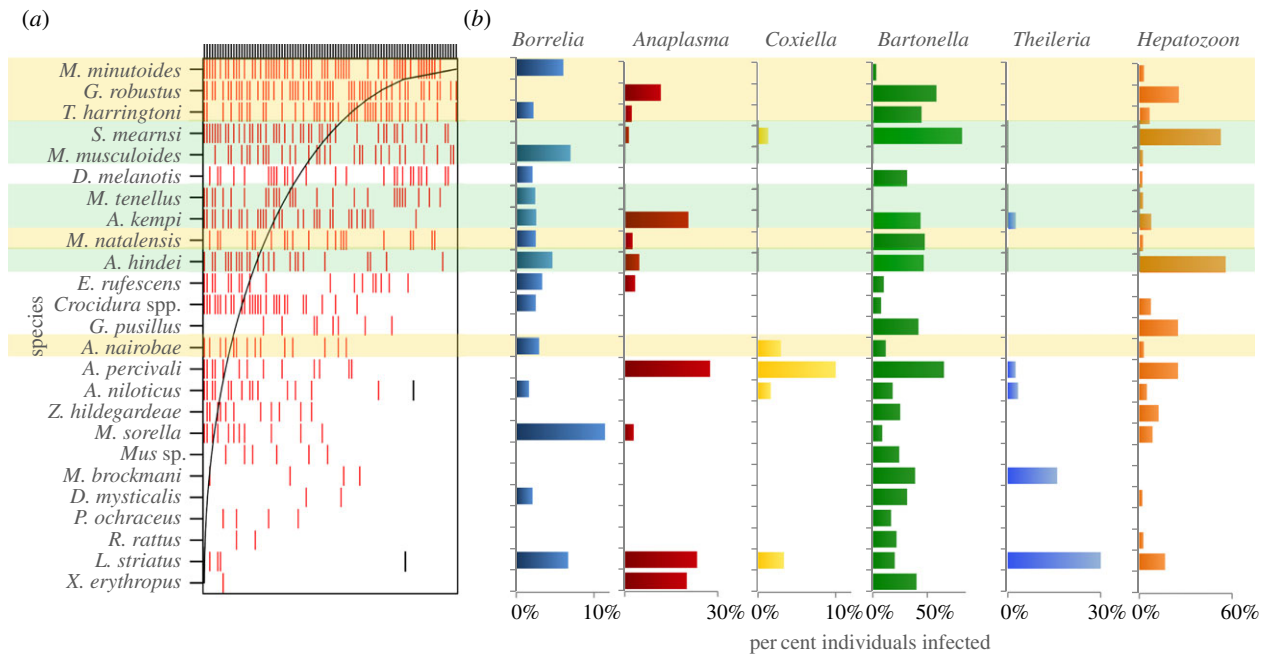 (a)
(b)
Borrelia Anaplasma Coxiella Bartonella Theileria Hepatozoon
species
M. minutoides
G. robustus
T. harringtoni
S. mearnsi
M. musculoides
D. melanotis
M. tenellus
A. kempi
M. natalensis
A. hindei
E. rufescens
Crocidura spp.
G. pusillus
A. nairobae
A. percivali
A. niloticus
Z. hildegardeae
M. sorella
Mus sp.
M. brockmani
D. mysticalis
P. ochraceus
R. rattus
L. striatus
X. erythropus
0% 10% 30% 0% 10% 0% 50% 0% 30% 0% 60%
per cent individuals infected